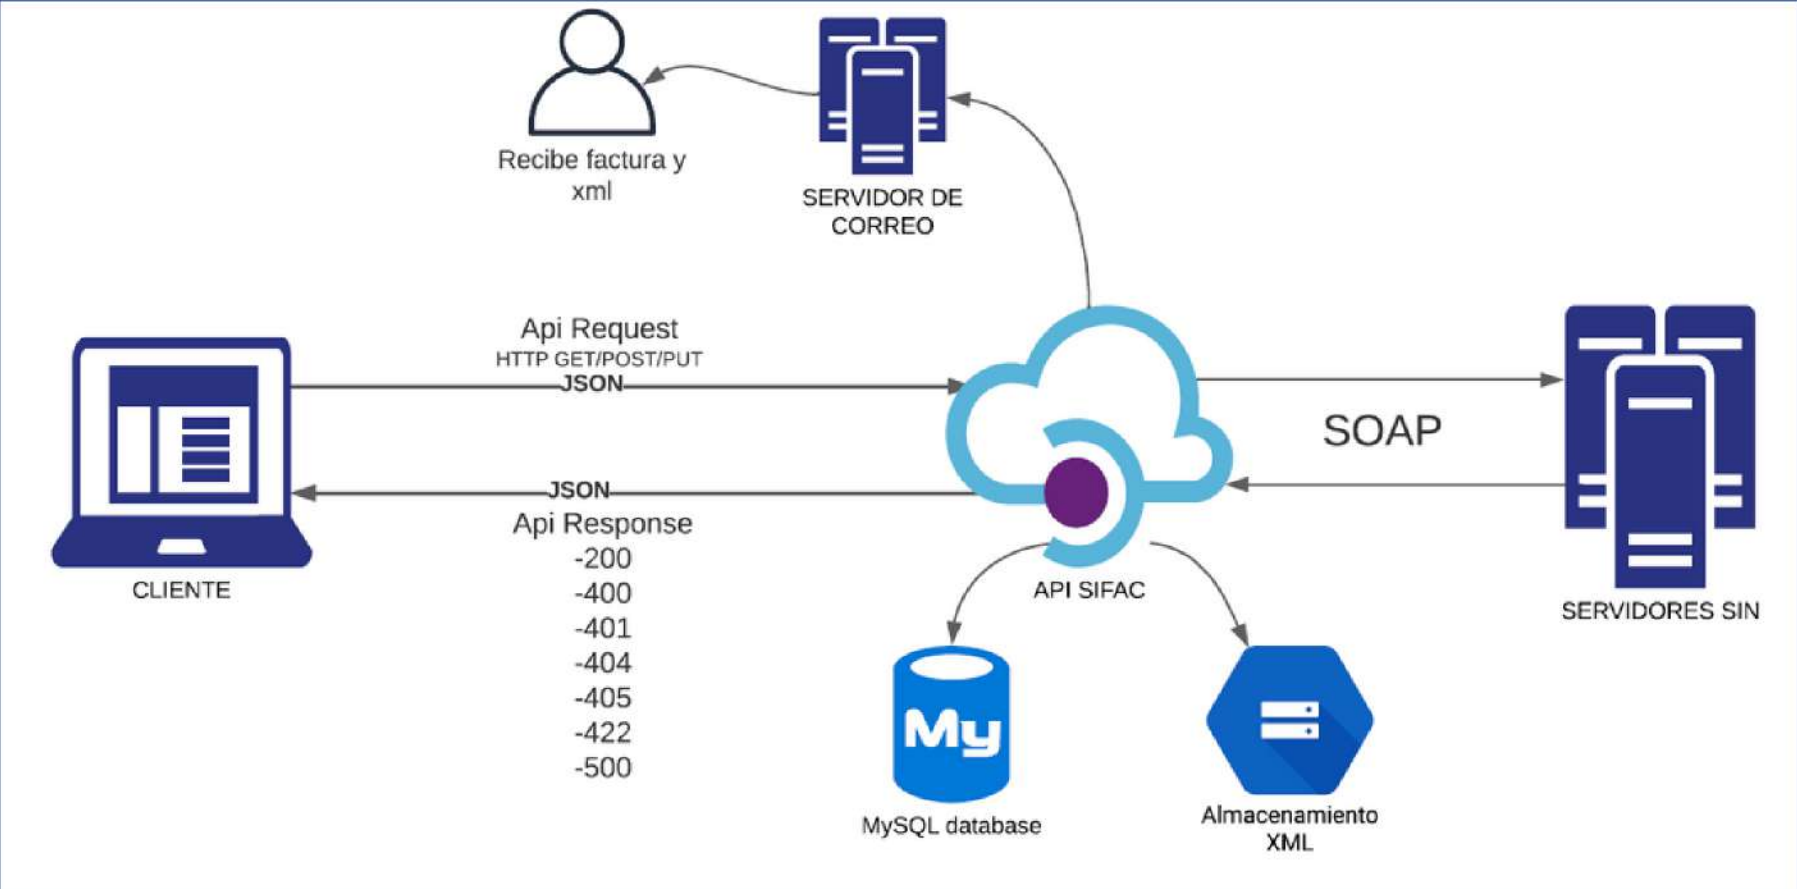 Recibe factura y
xml
SERVIDOR DE
CORREO
Api Request
HTTP GET/POST/PUT
JSON
JSON
Api Response
-200
-400
-401
-404
-405
-422
-500
CLIENTE
API SIFAC
SOAP
SERVIDORES SIN
My
MySQL database
Almacenamiento
XML